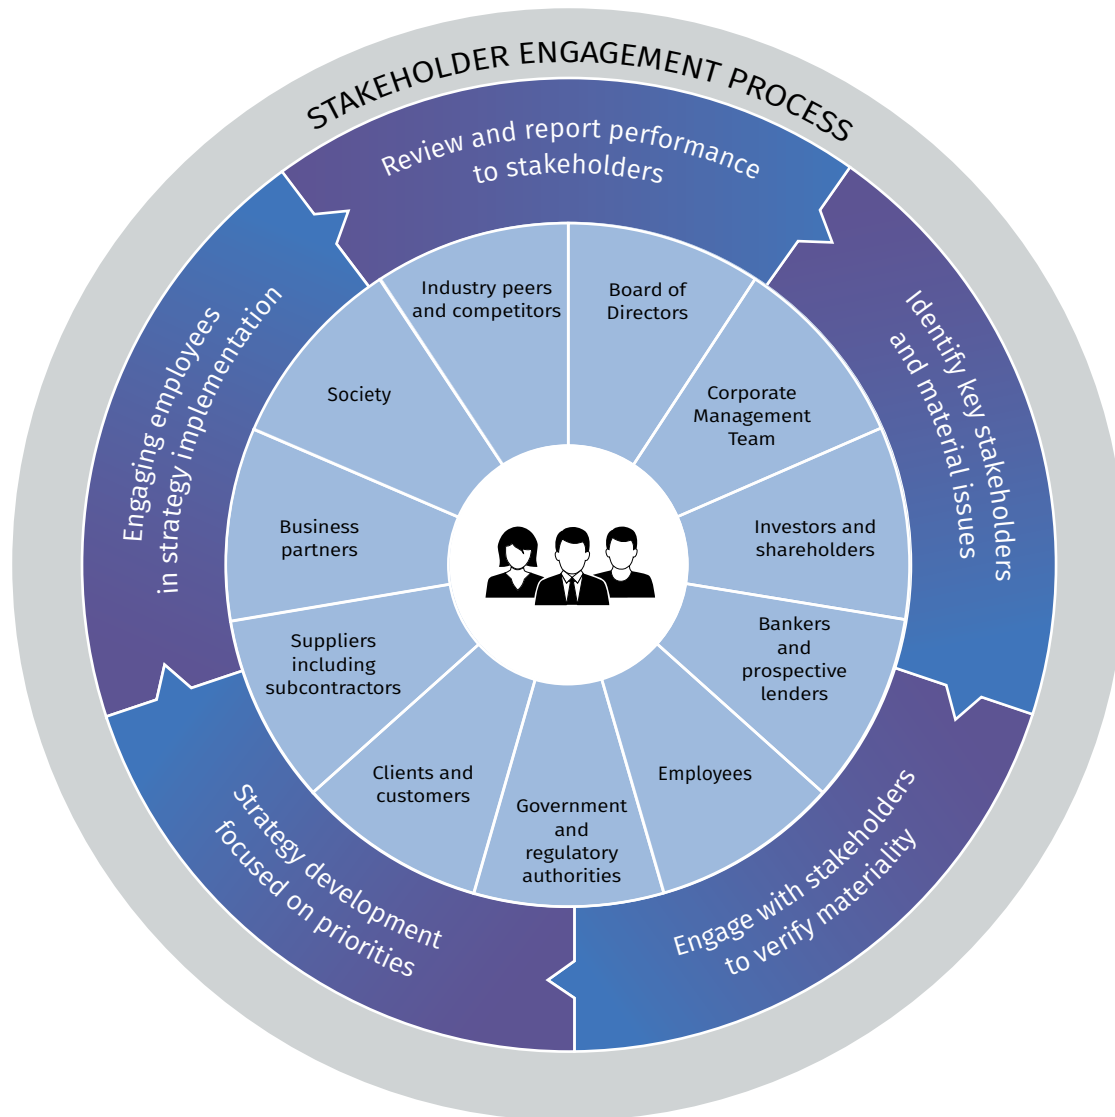 STAKEHOLDER ENGAGEMENT PROCESS
Review and report performance
to stakeholders
Identify key stakeholders
and material issues
Engage with stakeholders
to verify materiality
Strategy development
focused on priorities
Engaging employees
in strategy implementation
Board of
Directors
Corporate
Management
Team
Investors and
shareholders
Bankers
and
prospective
lenders
Employees
Government
and
regulatory
authorities
Clients and
customers
Suppliers
including
subcontractors
Business
partners
Society
Industry peers
and competitors